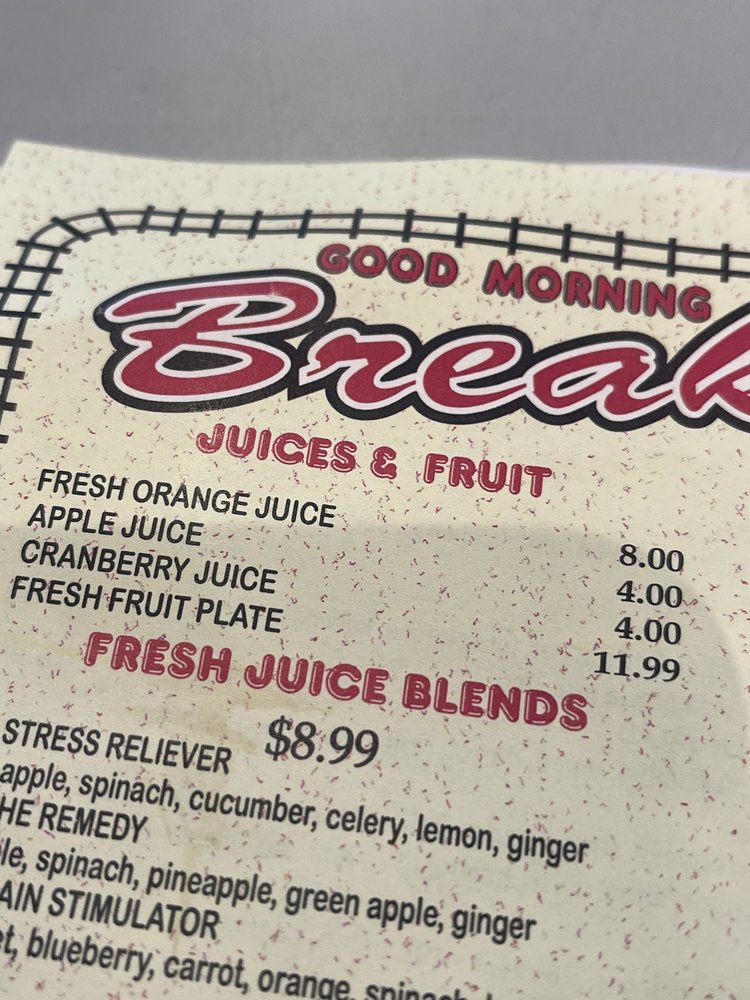 GOOD MORNING
Break
JUICES & FRUIT
FRESH ORANGE JUICE 8.00
APPLE JUICE 4.00
CRANBERRY JUICE 4.00
FRESH FRUIT PLATE 11.99
FRESH JUICE BLENDS
$8.99
STRESS RELIEVER
apple, spinach, cucumber, celery, lemon, ginger
HE REMEDY
le, spinach, pineapple, green apple, ginger
AIN STIMULATOR
et, blueberry, carrot, orange, spinach